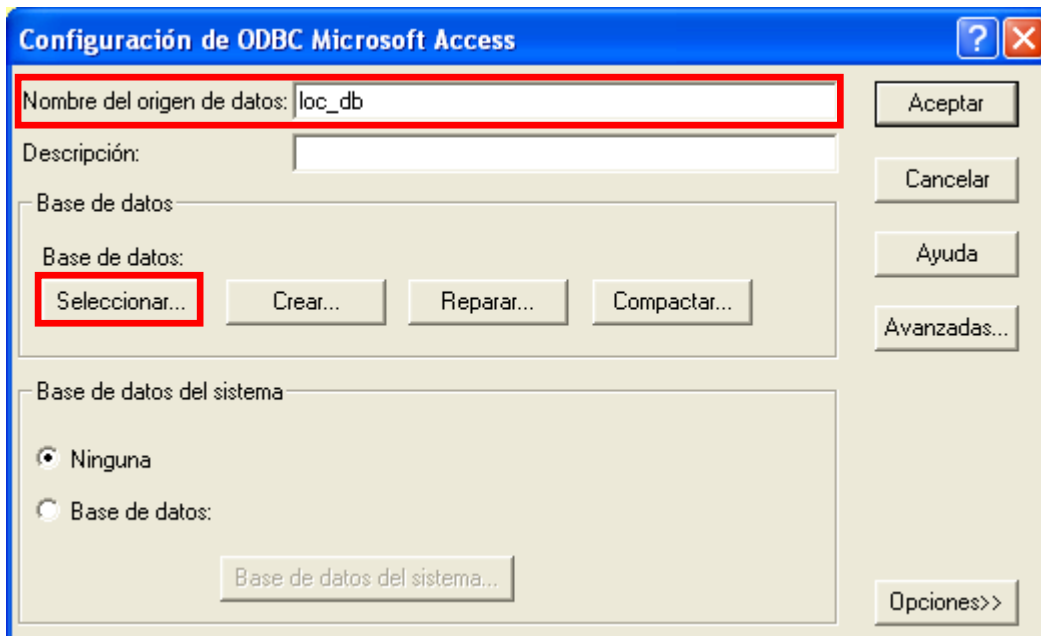 Configuración de ODBC Microsoft Access
Nombre del origen de datos: loc_db
Aceptar
Descripción:
Cancelar
Base de datos
Base de datos:
Ayuda
Seleccionar... Crear... Reparar... Compactar...
Avanzadas...
Base de datos del sistema
Ninguna
Base de datos:
Base de datos del sistema...
Opciones>>